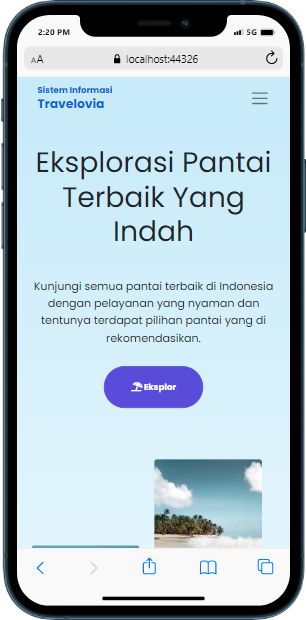 2:20 PM 5G
AA localhost:44326
Sistem Informasi
Travelovia
Eksplorasi Pantai
Terbaik Yang
Indah
Kunjungi semua pantai terbaik di Indonesia
dengan pelayanan yang nyaman dan
tentunya terdapat pilihan pantai yang di
rekomendasikan.
Eksplor